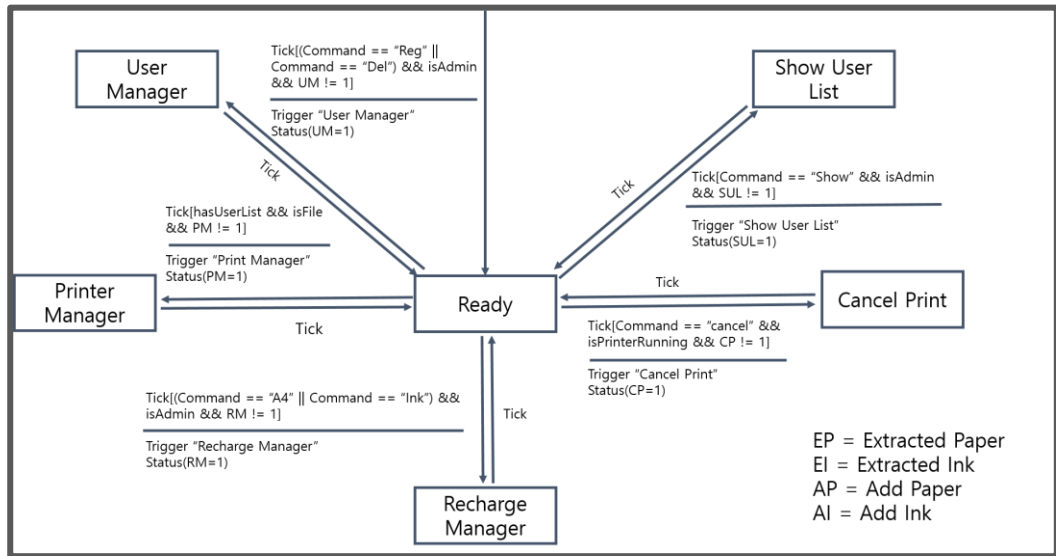 Tick[(Command == “Reg” ||
Command == “Del”) && isAdmin
&& UM != 1]
Trigger “User Manager”
Status(UM=1)
User
Manager
Show User
List
Tick
Tick
Tick[Command == “Show” && isAdmin
&& SUL != 1]
Trigger “Show User List”
Status(SUL=1)
Tick[hasUserList && isFile
&& PM != 1]
Trigger “Print Manager”
Status(PM=1)
Printer
Manager
Tick
Ready
Tick
Cancel Print
Tick[Command == “cancel” &&
isPrinterRunning && CP != 1]
Trigger “Cancel Print”
Status(CP=1)
Tick[(Command == “A4” || Command == “Ink”) &&
isAdmin && RM != 1]
Trigger “Recharge Manager”
Status(RM=1)
Tick
Recharge
Manager
EP = Extracted Paper
EI = Extracted Ink
AP = Add Paper
AI = Add Ink